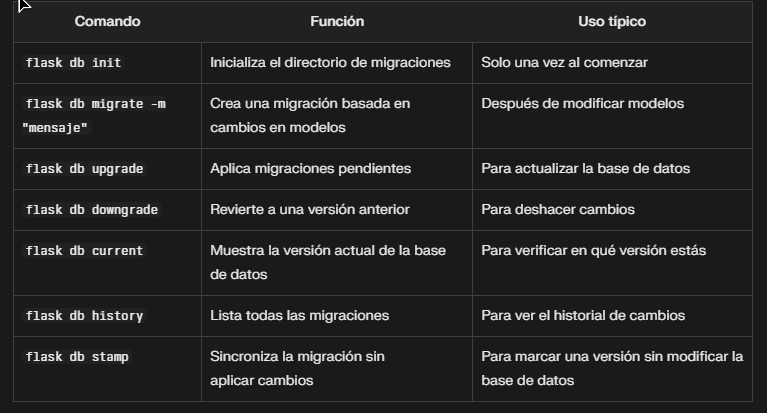 Comando Función Uso típico
flask db init Inicializa el directorio de migraciones Solo una vez al comenzar
flask db migrate -m Crea una migración basada en Después de modificar modelos
"mensaje" cambios en modelos
flask db upgrade Aplica migraciones pendientes Para actualizar la base de datos
flask db downgrade Revierte a una versión anterior Para deshacer cambios
flask db current Muestra la versión actual de la base Para verificar en qué versión estás
de datos
flask db history Lista todas las migraciones Para ver el historial de cambios
flask db stamp Sincroniza la migración sin Para marcar una versión sin modificar la
aplicar cambios base de datos